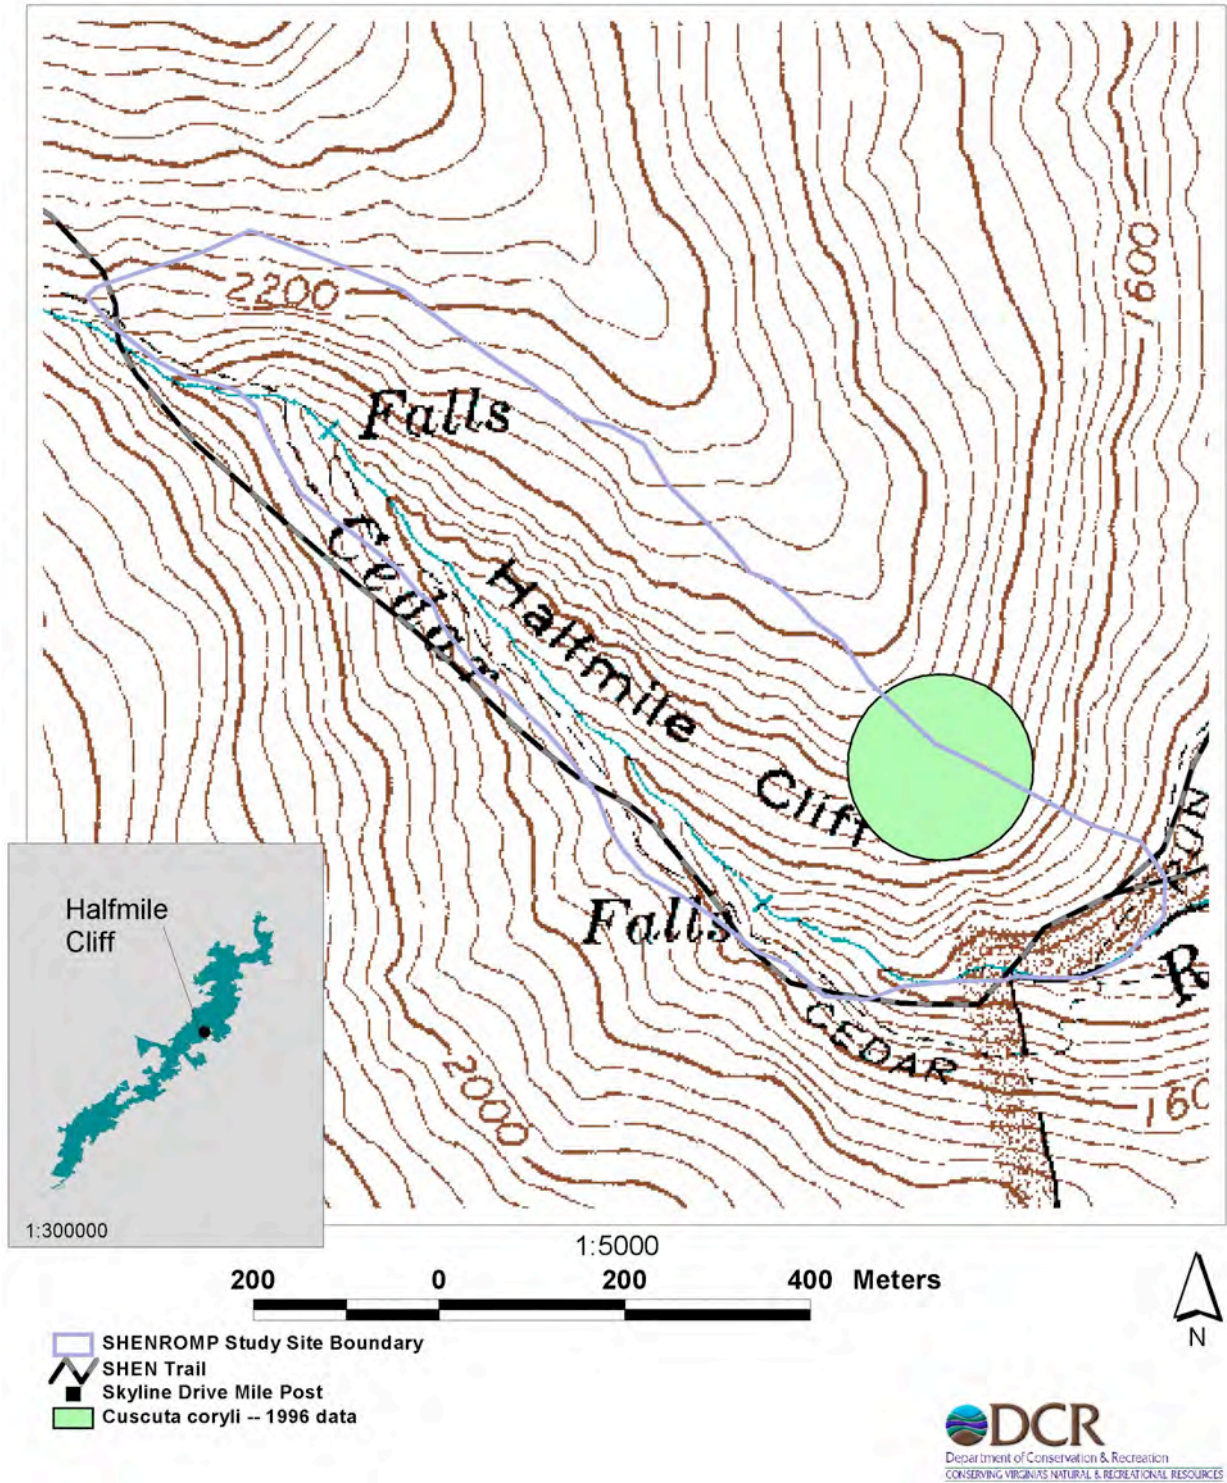 2200
1600
Falls
Cedar
Halfmile
Cliff
Falls
R
CEDAR
2000
Halfmile
Cliff
1:300000
1:5000
200 0 200 400 Meters
N
SHENROMP Study Site Boundary
SHEN Trail
Skyline Drive Mile Post
Cuscuta coryli -- 1996 data
DCR
Department of Conservation & Recreation
CONSERVING VIRGINIA'S NATURAL & RECREATIONAL RESOURCES